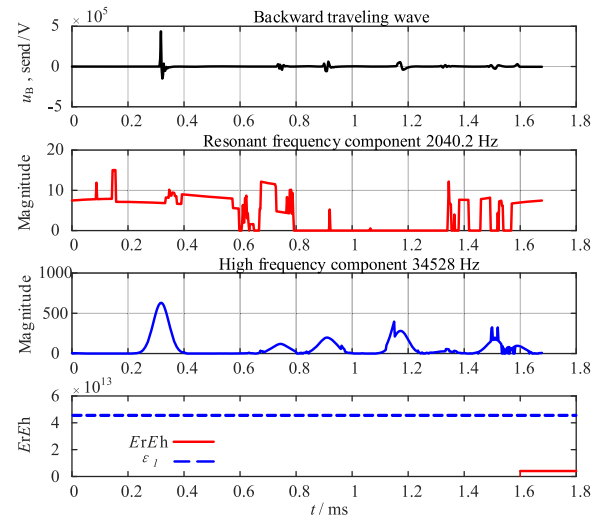 Backward traveling wave
× 10⁵
u_B , send/V
5
0
-5
0 0.2 0.4 0.6 0.8 1 1.2 1.4 1.6 1.8
Resonant frequency component 2040.2 Hz
Magnitude
20
10
0
0 0.2 0.4 0.6 0.8 1 1.2 1.4 1.6 1.8
High frequency component 34528 Hz
Magnitude
1000
500
0
0 0.2 0.4 0.6 0.8 1 1.2 1.4 1.6 1.8
× 10¹³
ErEh
6
4
2
0
ErEh
ε_1
0 0.2 0.4 0.6 0.8 1 1.2 1.4 1.6 1.8
t / ms